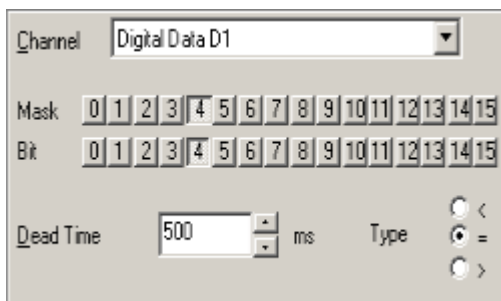 Channel Digital Data D1
Mask 0 1 2 3 4 5 6 7 8 9 10 11 12 13 14 15
Bit 0 1 2 3 4 5 6 7 8 9 10 11 12 13 14 15
<
Dead Time 500 ms Type =
>